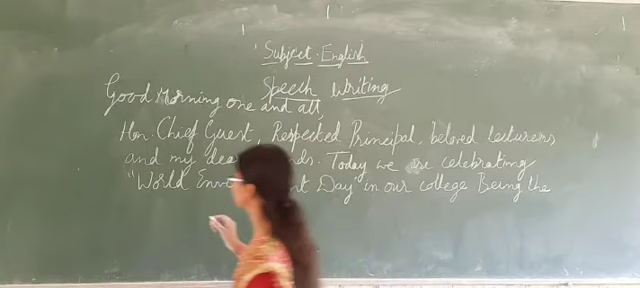 Subject - English
Speech Writing
Good Morning one and all,
Hon. Chief Guest, Respected Principal, beloved lecturers
and my dear Today we are celebrating
"World Day" in our college Being the